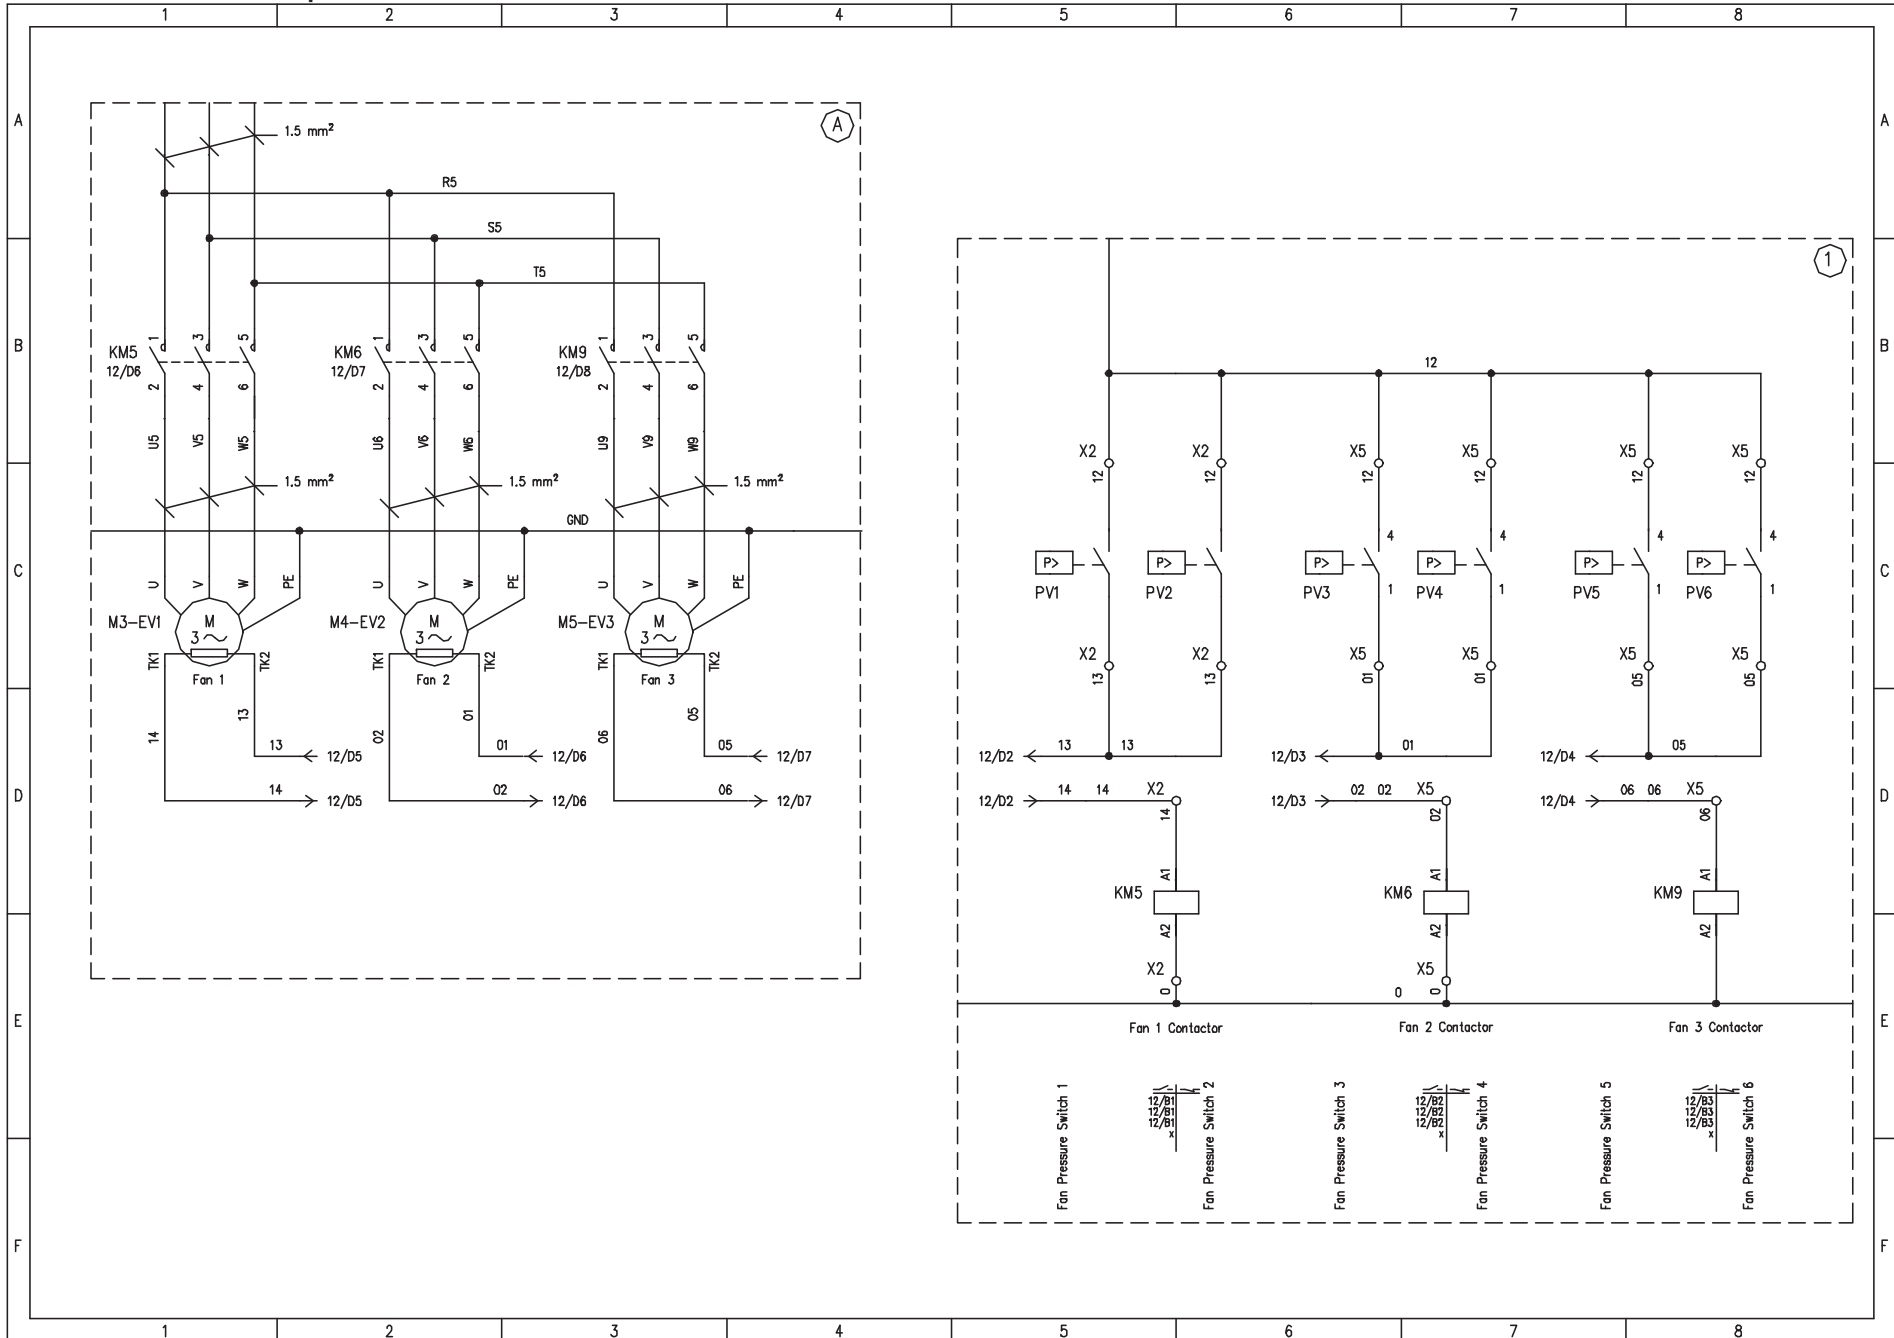 1 2 3 4 5 6 7 8
A A
1.5 mm²
A
R5
S5
T5
1
B B
1 3 5
KM5
12/D6
2 4 6
1 3 5
KM6
12/D7
2 4 6
1 3 5
KM9
12/D8
2 4 6
12
U5 V5 W5
U6 V6 W6
U9 V9 W9
X2 X2 X5 X5 X5 X5
12 12 12 12 12 12
1.5 mm²
1.5 mm²
1.5 mm²
GND
C C
4 4 4 4
P> P> P> P> P> P>
PV1 PV2 PV3 PV4 PV5 PV6
1 1 1 1
U V W PE
U V W PE
U V W PE
M3-EV1
M
3
M4-EV2
M
3
M5-EV3
M
3
TK1 TK2
TK1 TK2
TK1 TK2
Fan 1
Fan 2
Fan 3
X2 X2 X5 X5 X5 X5
13 13 01 01 05 05
14 13
02 01
06 05
13 12/D5
01 12/D6
05 12/D7
12/D2 13 13
12/D3 01
12/D4 05
D D
14 12/D5
02 12/D6
06 12/D7
12/D2 14 14 X2
12/D3 02 02 X5
12/D4 06 06 X5
14 02 06
A1 A1 A1
KM5 KM6 KM9
A2 A2 A2
X2 X5
0 0 0
E E
Fan 1 Contactor
Fan 2 Contactor
Fan 3 Contactor
Fan Pressure Switch 1
12/B1
12/B1
12/B1
x
Fan Pressure Switch 2
Fan Pressure Switch 3
12/B2
12/B2
12/B2
x
Fan Pressure Switch 4
Fan Pressure Switch 5
12/B3
12/B3
12/B3
x
Fan Pressure Switch 6
F F
1 2 3 4 5 6 7 8